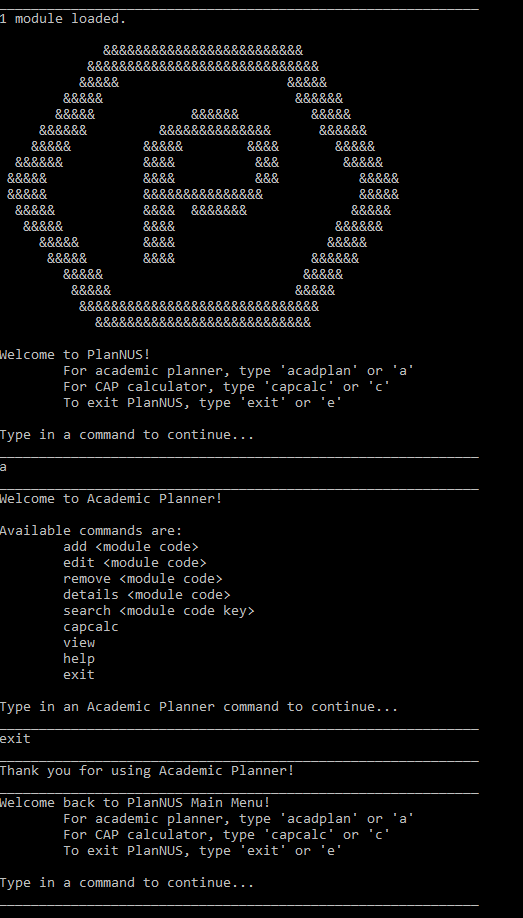 1 module loaded.
             &&&&&&&&&&&&&&&&&&&&&&&&&
           &&&&&&&&&&&&&&&&&&&&&&&&&&&&&
          &&&&&                     &&&&&
        &&&&&                        &&&&&&
       &&&&&            &&&&&&         &&&&&
     &&&&&&         &&&&&&&&&&&&&&      &&&&&&
    &&&&&         &&&&&        &&&&       &&&&&
  &&&&&&          &&&&          &&&        &&&&&
 &&&&&            &&&&          &&&          &&&&&
 &&&&&            &&&&&&&&&&&&&&&            &&&&&
  &&&&&           &&&&  &&&&&&&             &&&&&
   &&&&&          &&&&                    &&&&&&
     &&&&&        &&&&                   &&&&&
      &&&&&       &&&&                 &&&&&&
        &&&&&                         &&&&&
         &&&&&                       &&&&&
          &&&&&&&&&&&&&&&&&&&&&&&&&&&&&&
            &&&&&&&&&&&&&&&&&&&&&&&&&&&
Welcome to PlanNUS!
        For academic planner, type 'acadplan' or 'a'
        For CAP calculator, type 'capcalc' or 'c'
        To exit PlanNUS, type 'exit' or 'e'
Type in a command to continue...
a
Welcome to Academic Planner!
Available commands are:
        add <module code>
        edit <module code>
        remove <module code>
        details <module code>
        search <module code key>
        capcalc
        view
        help
        exit
Type in an Academic Planner command to continue...
exit
Thank you for using Academic Planner!
Welcome back to PlanNUS Main Menu!
        For academic planner, type 'acadplan' or 'a'
        For CAP calculator, type 'capcalc' or 'c'
        To exit PlanNUS, type 'exit' or 'e'
Type in a command to continue...